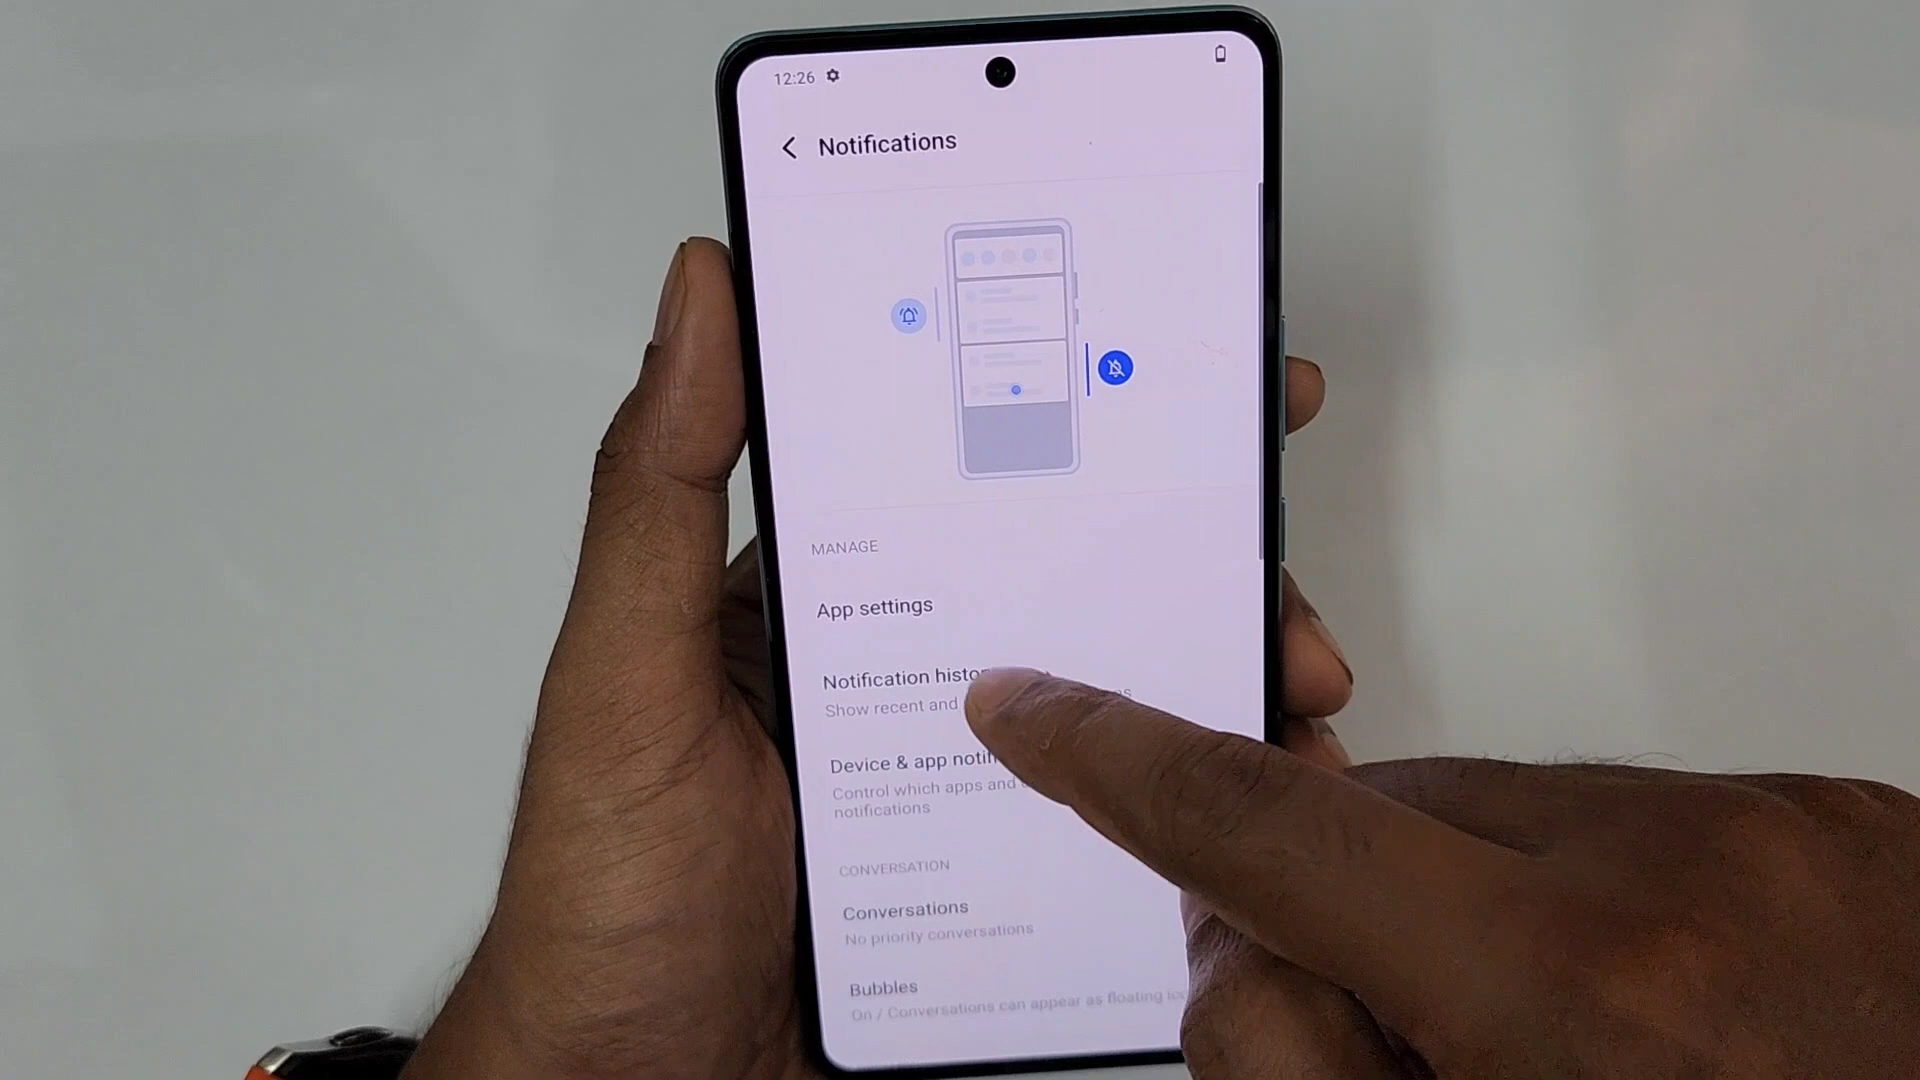 12:26
Notifications
MANAGE
App settings
Notification histo
Show recent and
Device & app notif
Control which apps and
notifications
CONVERSATION
Conversations
No priority conversations
Bubbles
On / Conversations can appear as floating